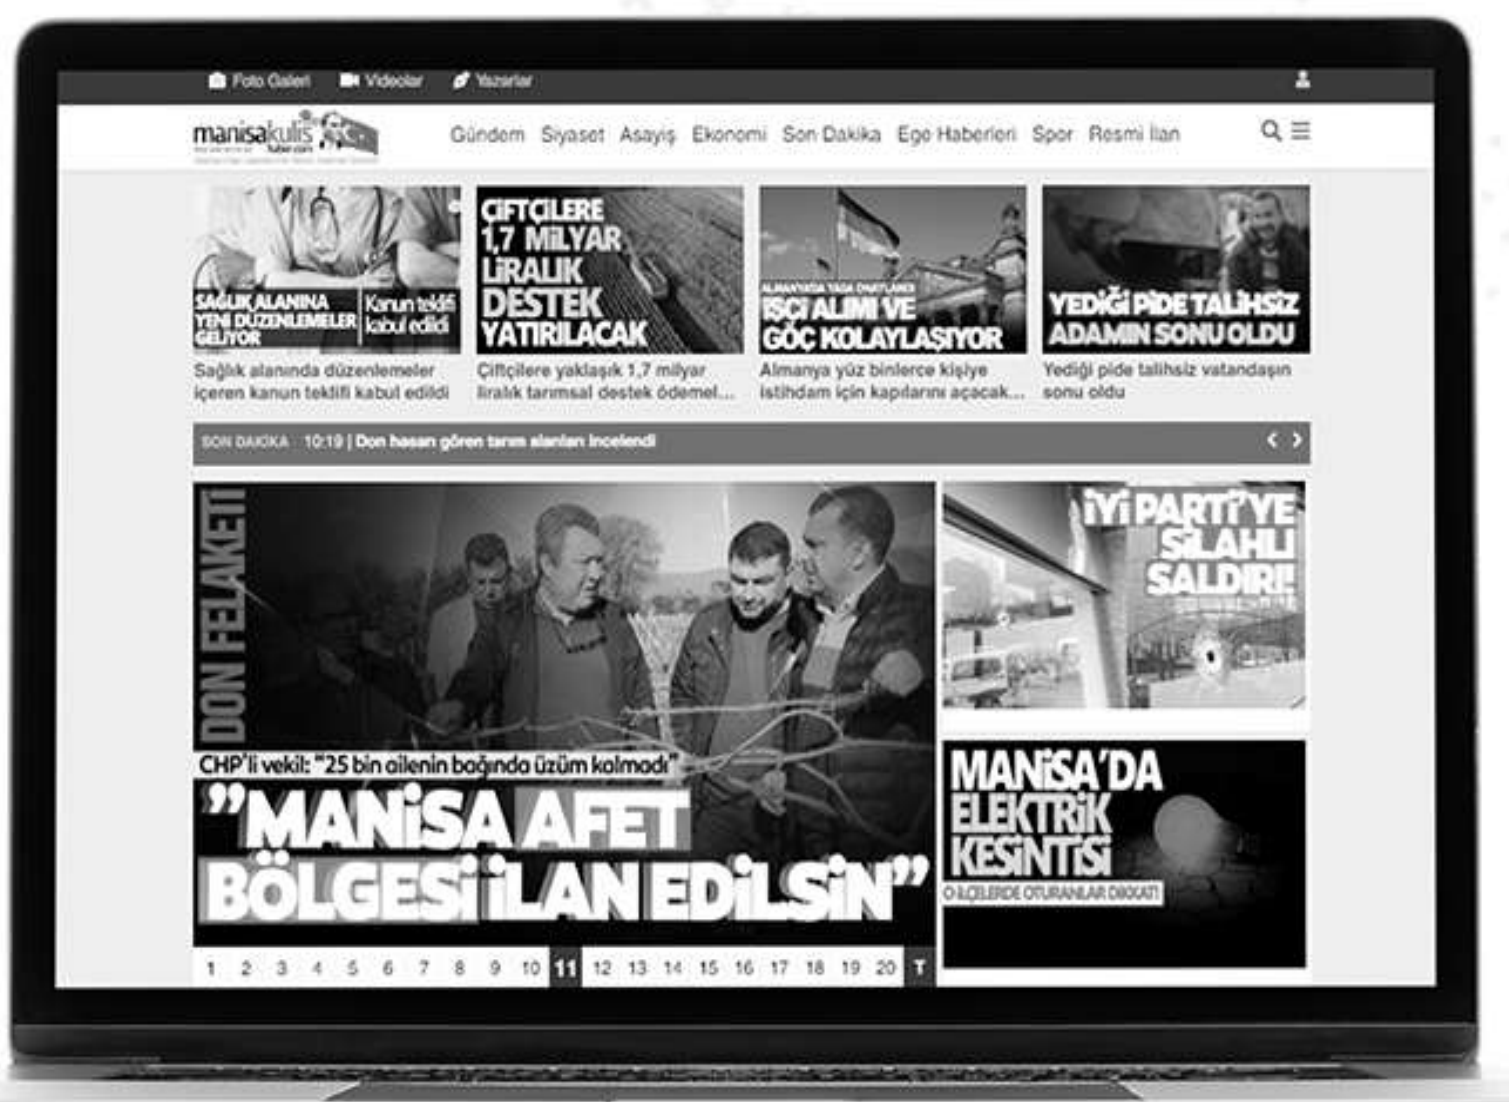 Foto Galeri Videolar Yazarlar
manisakulis
haber.com
Gündem Siyaset Asayiş Ekonomi Son Dakika Ege Haberleri Spor Resmi İlan
SAĞLIK ALANINA
YENİ DÜZENLEMELER
GELİYOR
Kanun teklifi
kabul edildi
Sağlık alanında düzenlemeler
içeren kanun teklifi kabul edildi
ÇİFTÇİLERE
1,7 MİLYAR
LİRALIK
DESTEK
YATIRILACAK
Çiftçilere yaklaşık 1,7 milyar
liralık tarımsal destek ödemel...
ALMANYA'DA YASA ONAYLANDI
İŞÇİ ALIMI VE
GÖÇ KOLAYLAŞIYOR
Almanya yüz binlerce kişiye
istihdam için kapılarını açacak...
YEDİĞİ PİDE TALİHSİZ
ADAMIN SONU OLDU
Yediği pide talihsiz vatandaşın
sonu oldu
SON DAKİKA 10:19 | Don hasarı gören tarım alanları incelendi
DON FELAKETİ
CHP'li vekil: "25 bin ailenin bağında üzüm kalmadı"
"MANİSA AFET
BÖLGESİ İLAN EDİLSİN"
1 2 3 4 5 6 7 8 9 10 11 12 13 14 15 16 17 18 19 20 T
İYİ PARTİ'YE
SİLAHLI
SALDIRI!
MANİSA'DA
ELEKTRİK
KESİNTİSİ
O İLÇELERDE OTURANLAR DİKKAT!